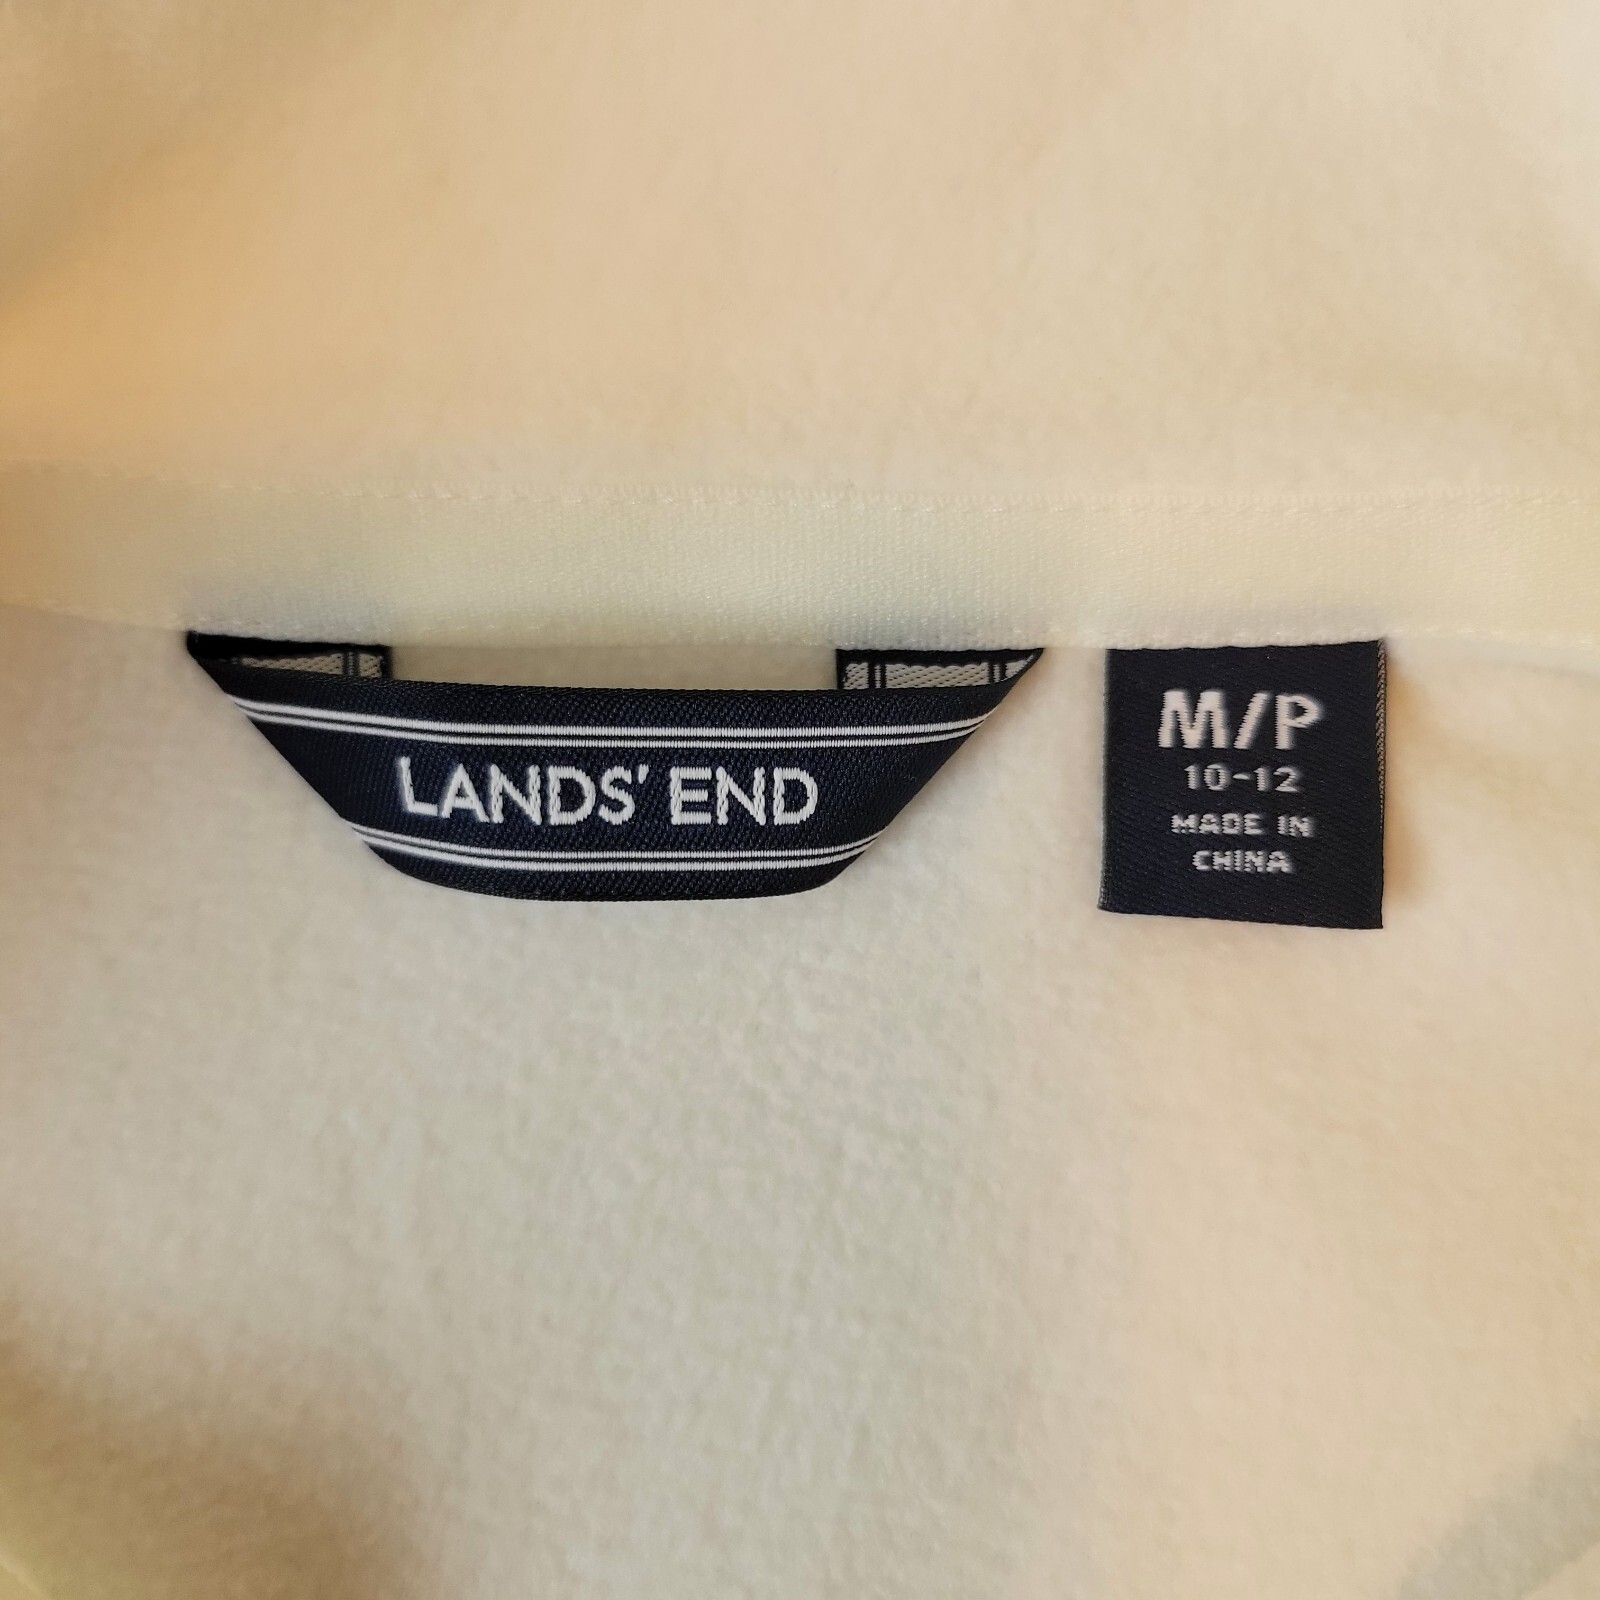 LANDS' END
M/P
10-12
MADE IN
CHINA